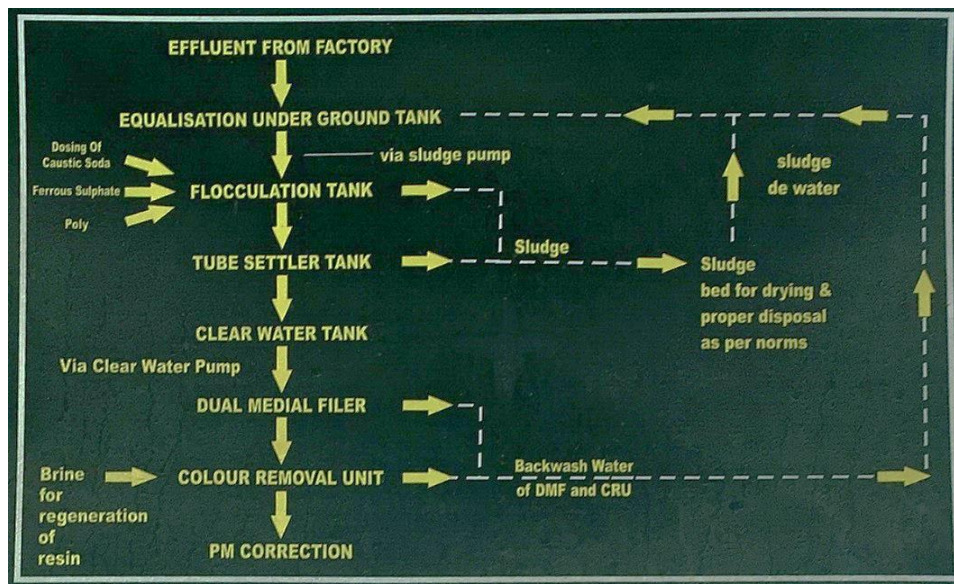 EFFLUENT FROM FACTORY
EQUALISATION UNDER GROUND TANK
via sludge pump
Dosing Of
Caustic Soda
Ferrous Sulphate
Poly
FLOCCULATION TANK
sludge
de water
TUBE SETTLER TANK
Sludge
Sludge
bed for drying &
proper disposal
as per norms
CLEAR WATER TANK
Via Clear Water Pump
DUAL MEDIAL FILER
COLOUR REMOVAL UNIT
Brine
for
regeneration
of
resin
Backwash Water
of DMF and CRU
PM CORRECTION